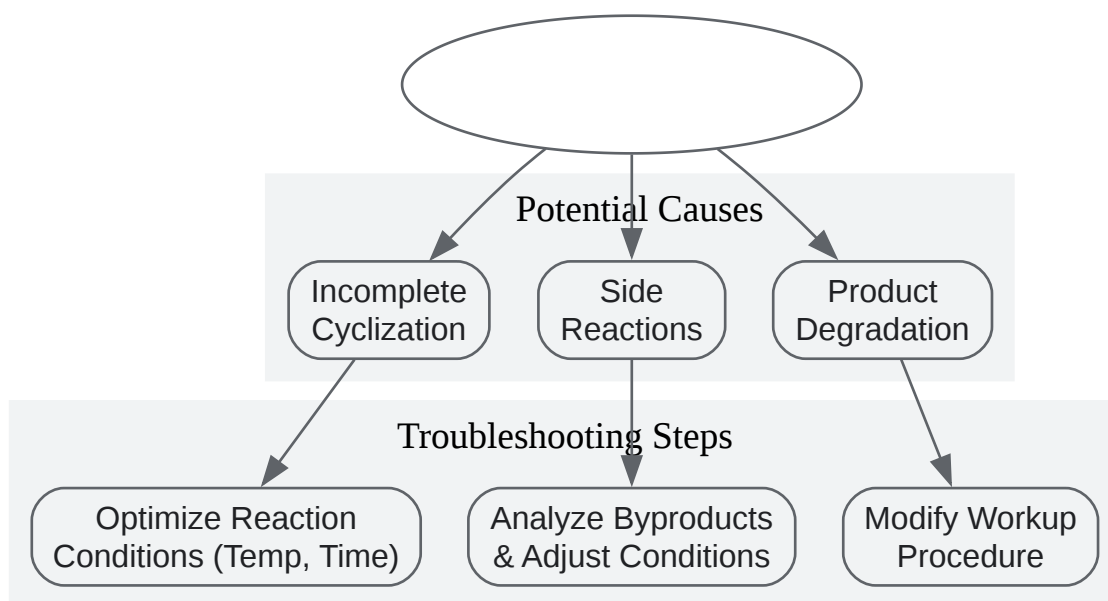 Potential Causes
Incomplete
Cyclization
Side
Reactions
Product
Degradation
Troubleshooting Steps
Optimize Reaction
Conditions (Temp, Time)
Analyze Byproducts
& Adjust Conditions
Modify Workup
Procedure